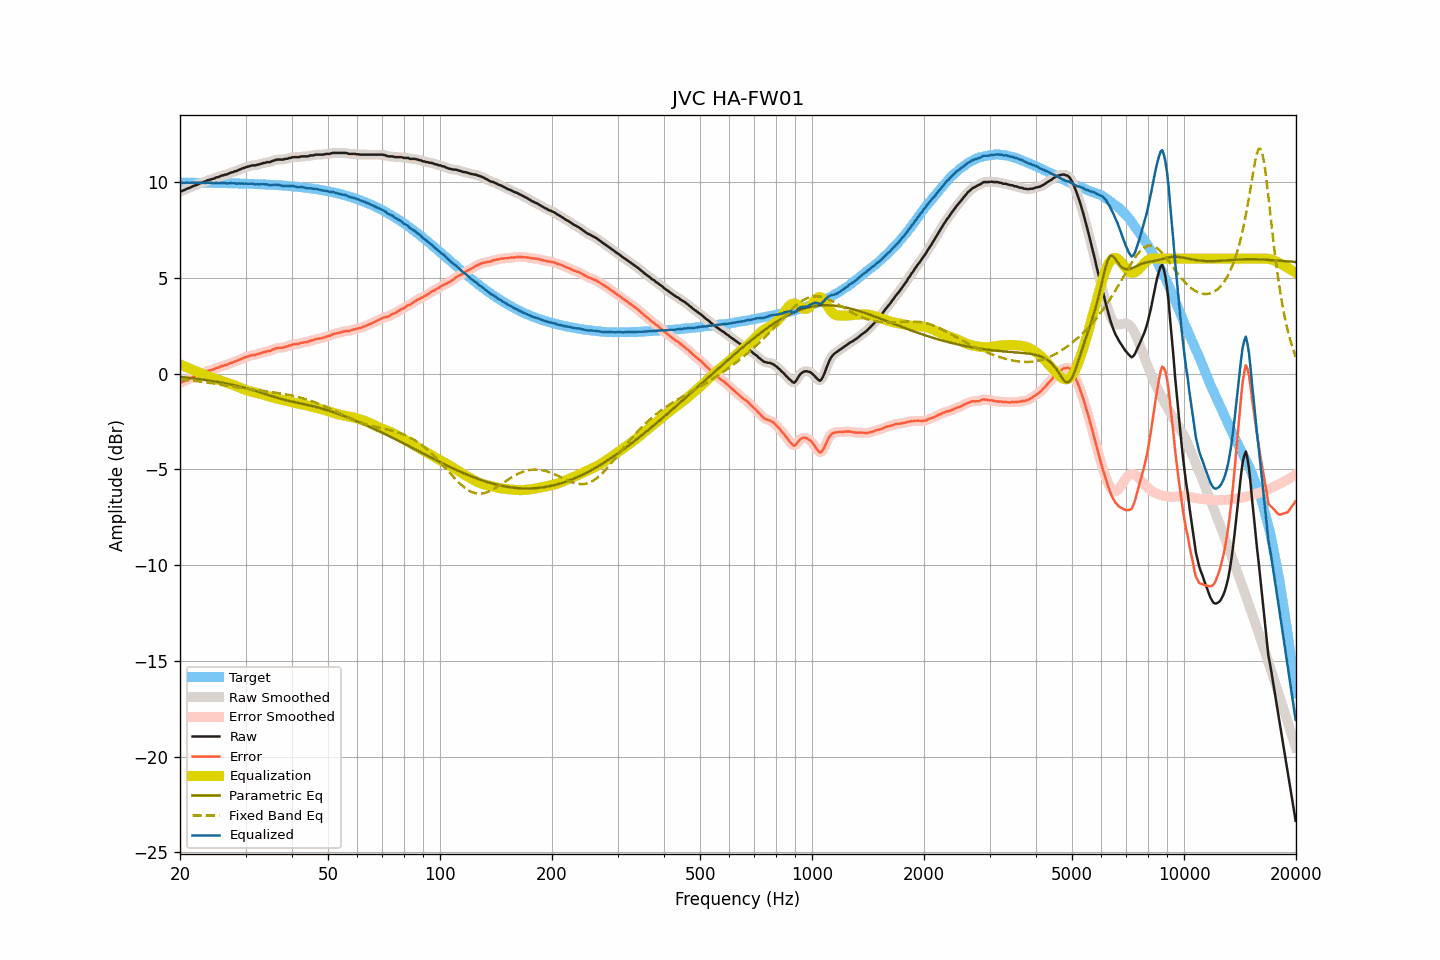 JVC HA-FW01
Amplitude (dBr)
10
5
0
−5
−10
−15
−20
−25
Target
Raw Smoothed
Error Smoothed
Raw
Error
Equalization
Parametric Eq
Fixed Band Eq
Equalized
20 50 100 200 500 1000 2000 5000 10000 20000
Frequency (Hz)